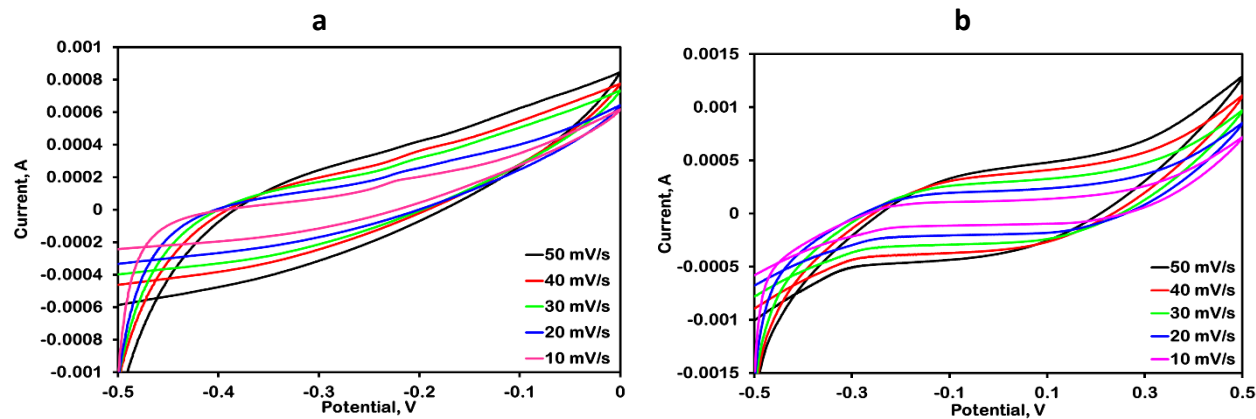 a
0.001
0.0008
0.0006
0.0004
0.0002
0
-0.0002
-0.0004
-0.0006
-0.0008
-0.001
Current, A
-0.5
-0.4
-0.3
-0.2
-0.1
0
Potential, V
50 mV/s
40 mV/s
30 mV/s
20 mV/s
10 mV/s
b
0.0015
0.001
0.0005
0
-0.0005
-0.001
-0.0015
Current, A
-0.5
-0.3
-0.1
0.1
0.3
0.5
Potential, V
50 mV/s
40 mV/s
30 mV/s
20 mV/s
10 mV/s